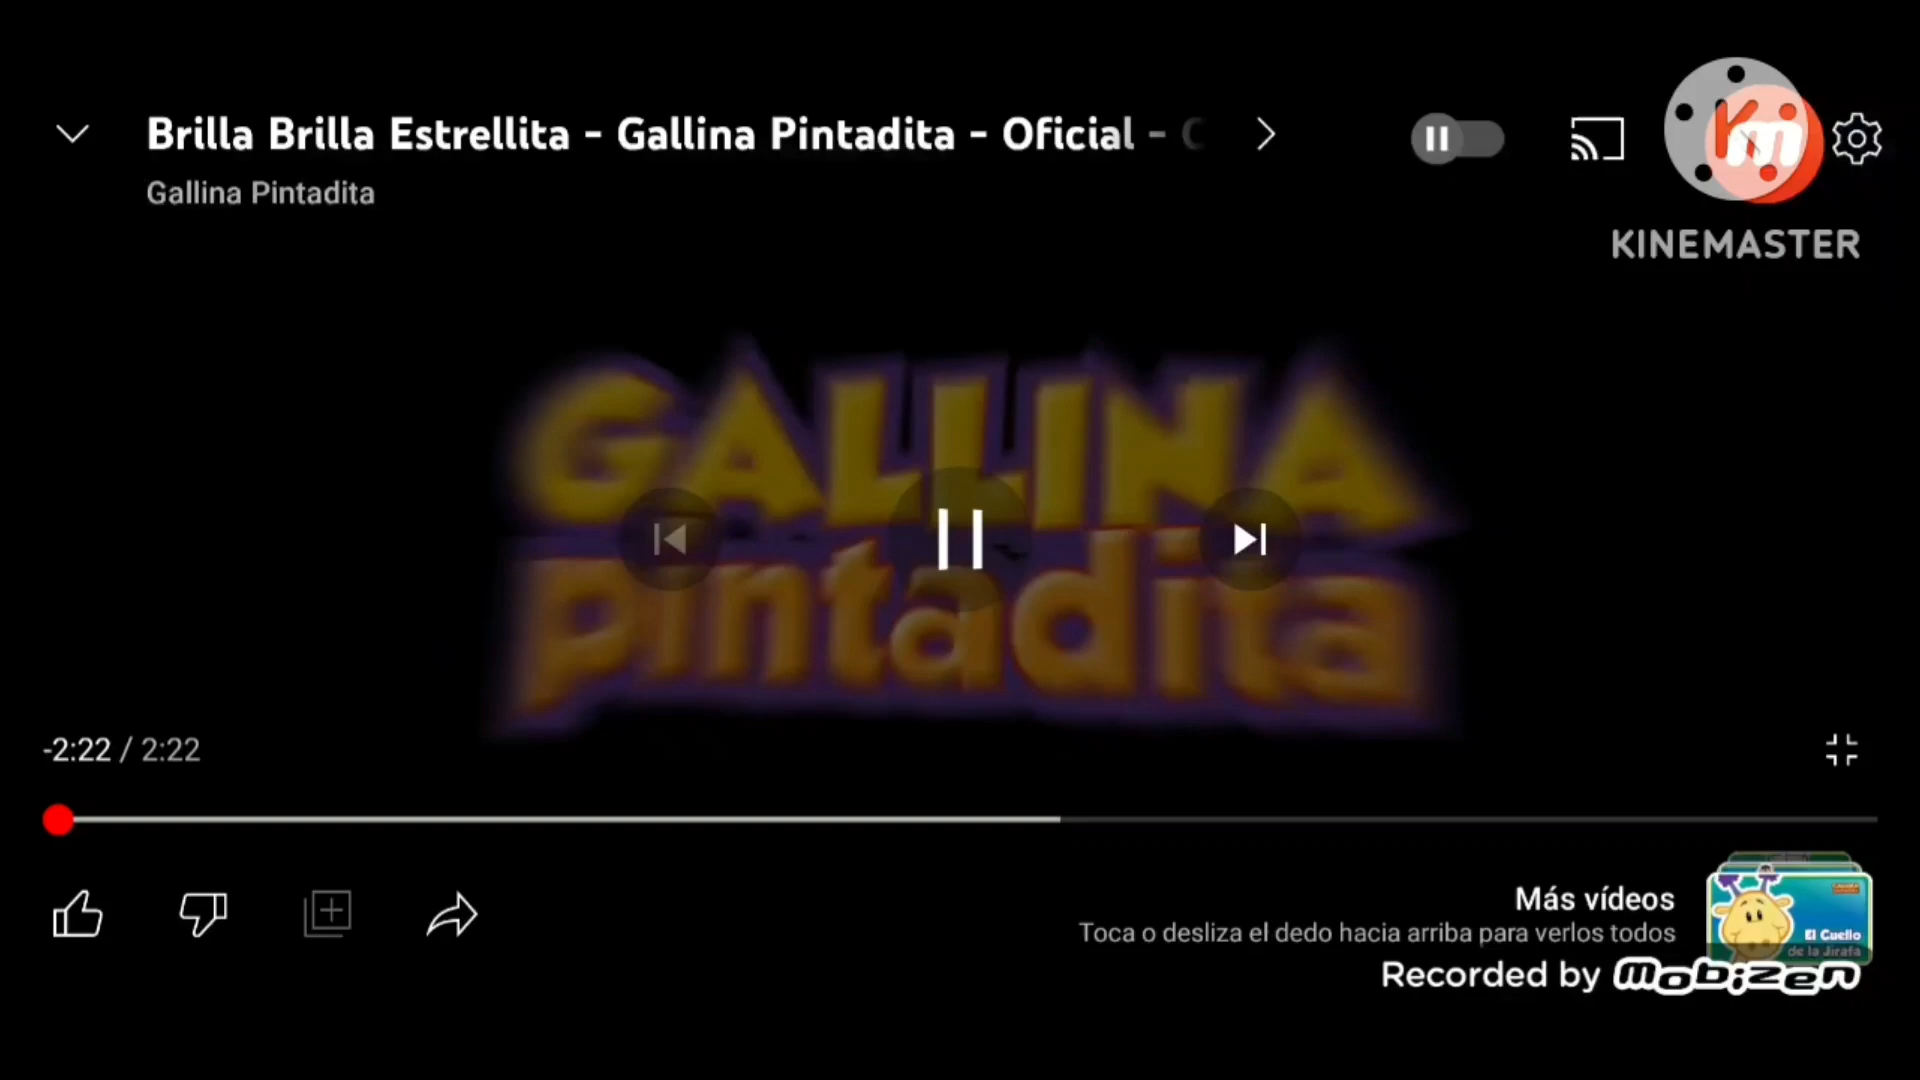 Brilla Brilla Estrellita - Gallina Pintadita - Oficial -
Gallina Pintadita
KM
KINEMASTER
GALLINA
pintadita
-2:22 / 2:22
Más vídeos
Toca o desliza el dedo hacia arriba para verlos todos
El Cuello
de la Jirafa
Recorded by mobizen